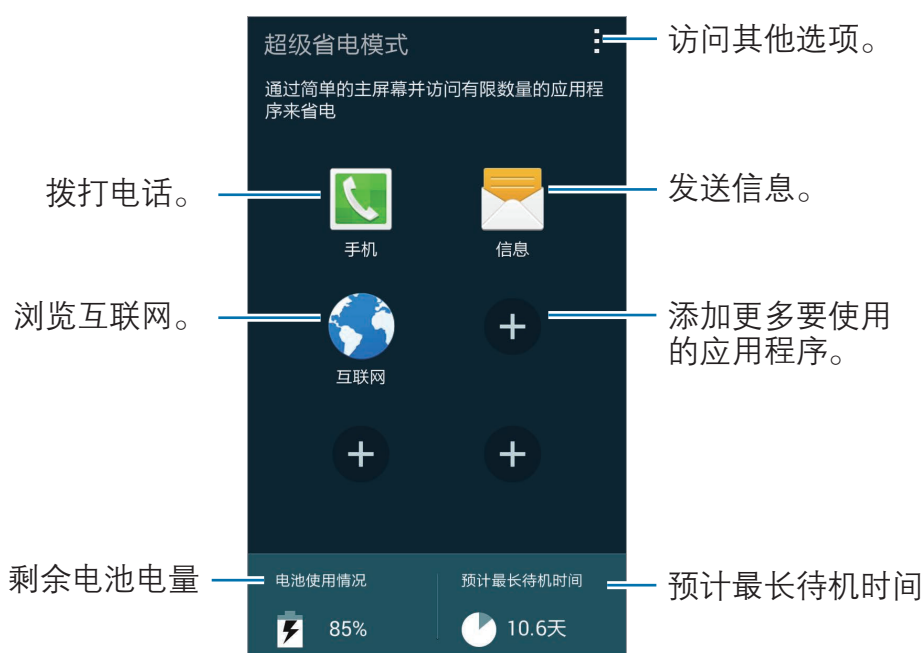 超级省电模式
访问其他选项。
通过简单的主屏幕并访问有限数量的应用程
序来省电
拨打电话。
手机
信息
发送信息。
浏览互联网。
互联网
添加更多要使用
的应用程序。
剩余电池电量
电池使用情况
预计最长待机时间
预计最长待机时间
85%
10.6天